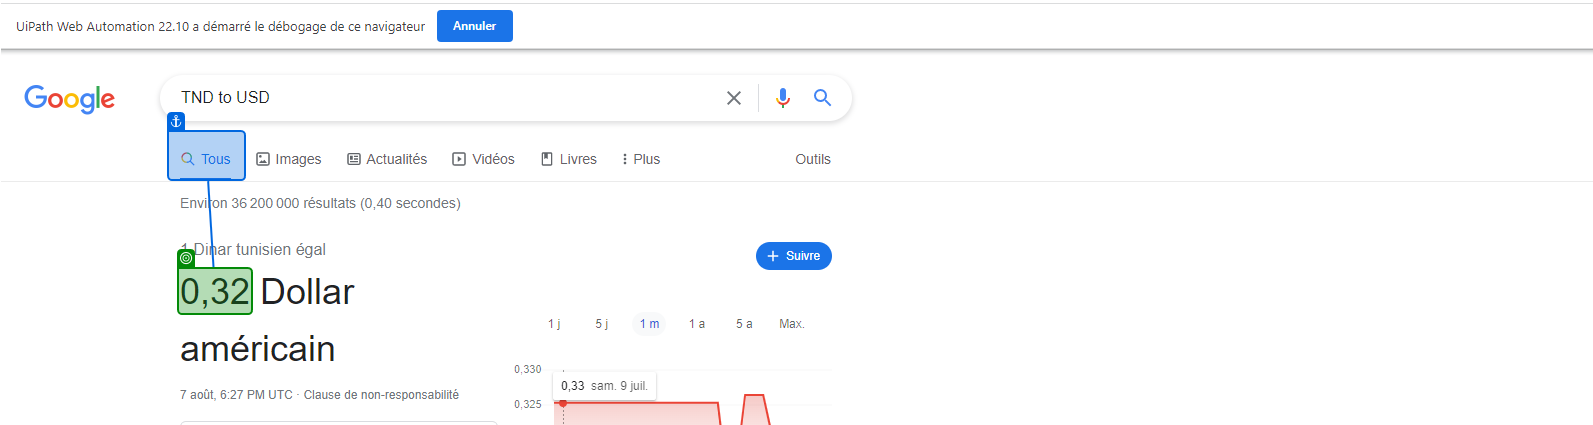 UiPath Web Automation 22.10 a démarré le débogage de ce navigateur Annuler
Google TND to USD
Tous Images Actualités Vidéos Livres Plus Outils
Environ 36 200 000 résultats (0,40 secondes)
1 Dinar tunisien égal
Suivre
0,32 Dollar
américain
1 j 5 j 1 m 1 a 5 a Max.
0,330
0,33 sam. 9 juil.
7 août, 6:27 PM UTC · Clause de non-responsabilité
0,325